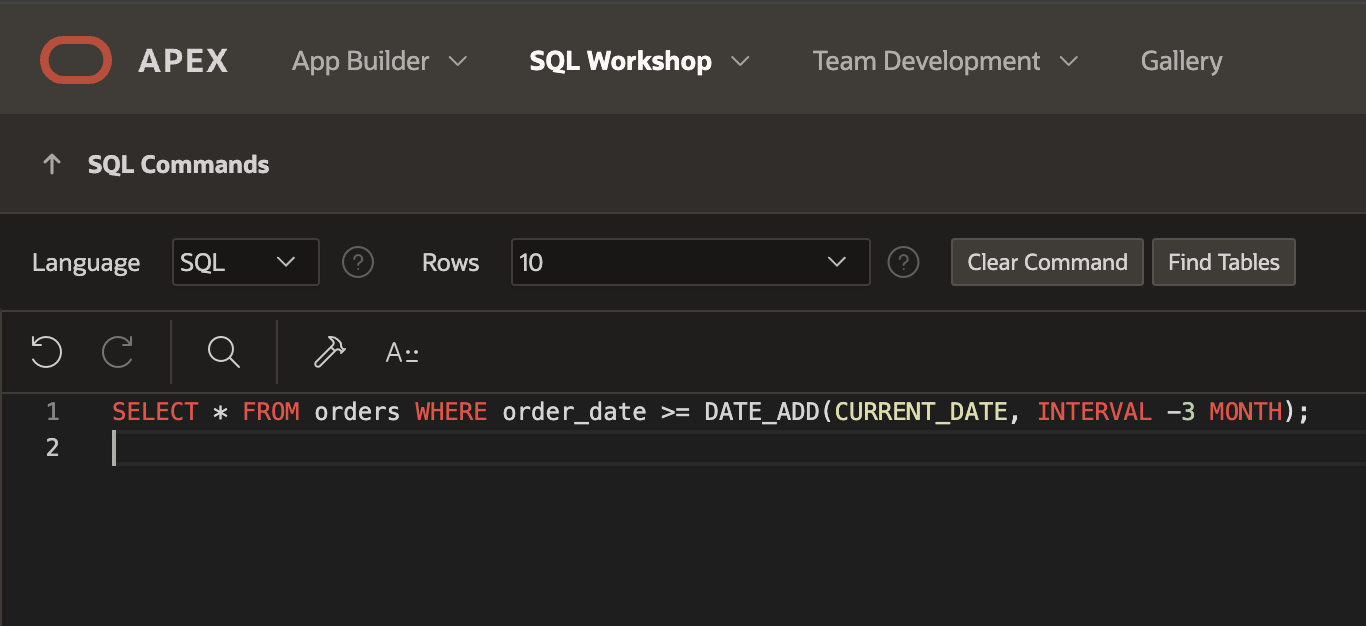 APEX App Builder SQL Workshop Team Development Gallery
SQL Commands
Language SQL ? Rows 10 ? Clear Command Find Tables
A
1 SELECT * FROM orders WHERE order_date >= DATE_ADD(CURRENT_DATE, INTERVAL -3 MONTH);
2